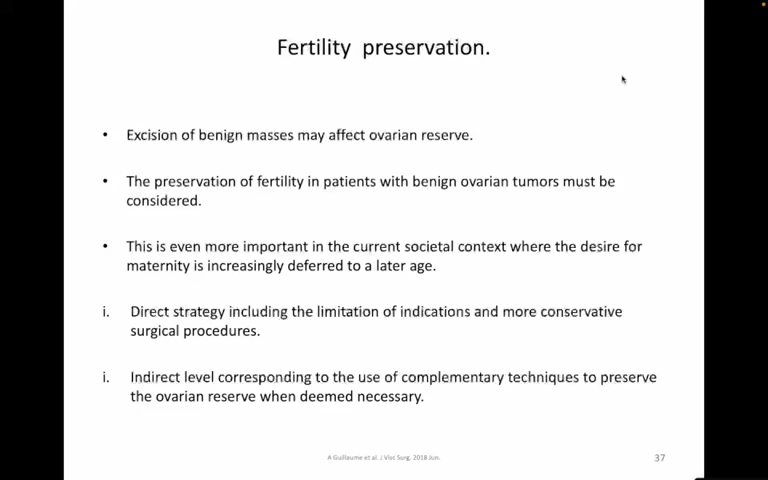 Fertility preservation.
• Excision of benign masses may affect ovarian reserve.
• The preservation of fertility in patients with benign ovarian tumors must be
considered.
• This is even more important in the current societal context where the desire for
maternity is increasingly deferred to a later age.
i. Direct strategy including the limitation of indications and more conservative
surgical procedures.
i. Indirect level corresponding to the use of complementary techniques to preserve
the ovarian reserve when deemed necessary.
A Guillaume et al. J Visc Surg. 2018 Jun.
37